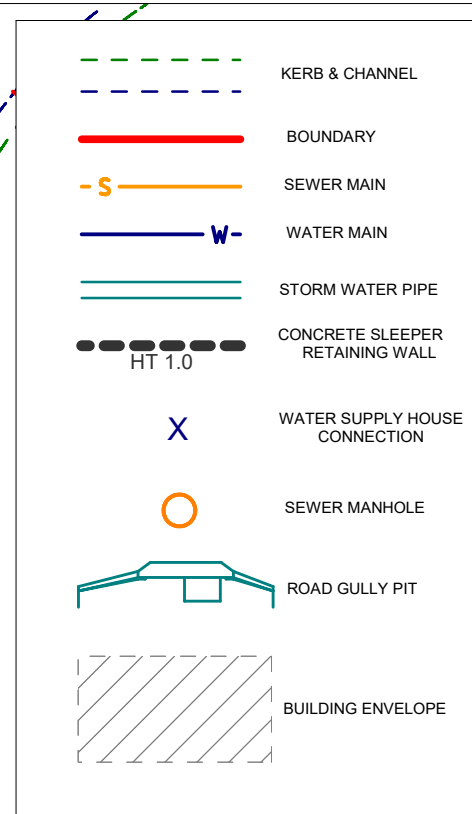 KERB & CHANNEL
BOUNDARY
S
SEWER MAIN
W
WATER MAIN
STORM WATER PIPE
CONCRETE SLEEPER
RETAINING WALL
HT 1.0
X
WATER SUPPLY HOUSE
CONNECTION
SEWER MANHOLE
ROAD GULLY PIT
BUILDING ENVELOPE